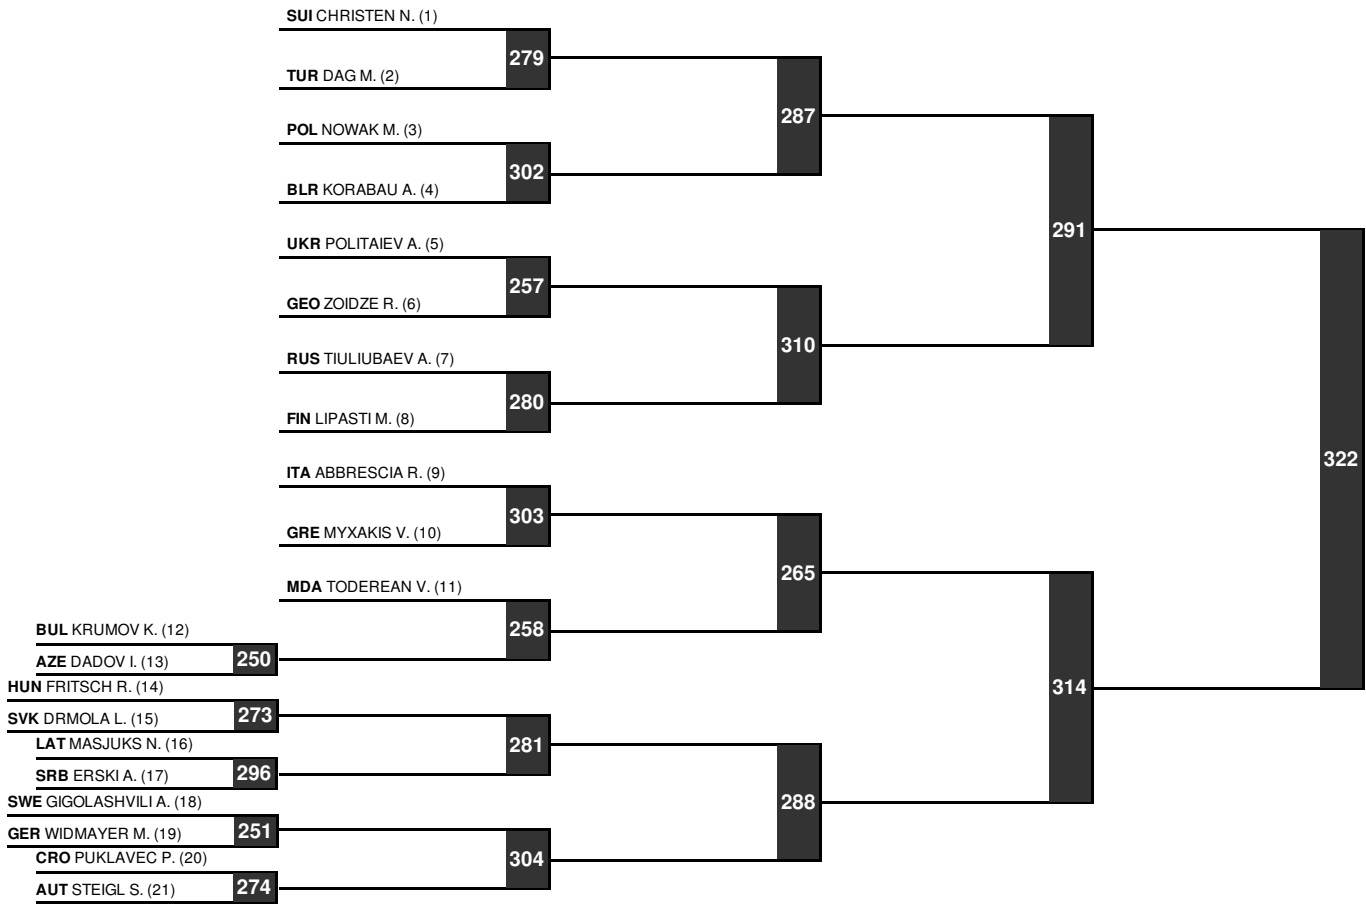 SUI CHRISTEN N. (1)
279
TUR DAG M. (2)
287
POL NOWAK M. (3)
302
BLR KORABAU A. (4)
291
UKR POLITAIEV A. (5)
257
GEO ZOIDZE R. (6)
310
RUS TIULIUBAEV A. (7)
280
FIN LIPASTI M. (8)
322
ITA ABBRESCIA R. (9)
303
GRE MYXAKIS V. (10)
265
MDA TODEREAN V. (11)
258
BUL KRUMOV K. (12)
250
AZE DADOV I. (13)
314
HUN FRITSCH R. (14)
273
SVK DRMOLA L. (15)
LAT MASJUKS N. (16)
281
296
SRB ERSKI A. (17)
SWE GIGOLASHVILI A. (18)
288
251
GER WIDMAYER M. (19)
CRO PUKLAVEC P. (20)
304
274
AUT STEIGL S. (21)